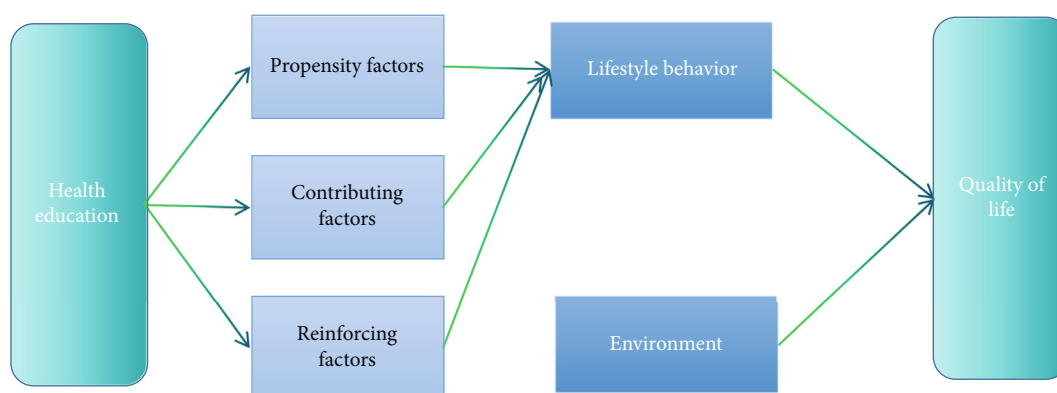 Health
education
Propensity factors
Contributing
factors
Reinforcing
factors
Lifestyle behavior
Environment
Quality of
life